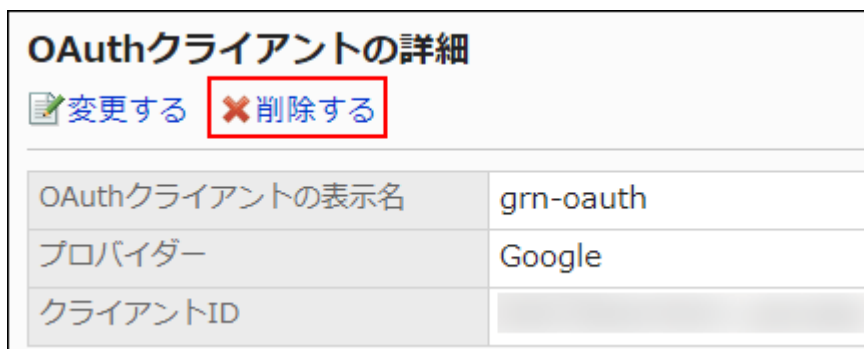 OAuthクライアントの詳細
変更する 削除する
OAuthクライアントの表示名 grn-oauth
プロバイダー Google
クライアントID